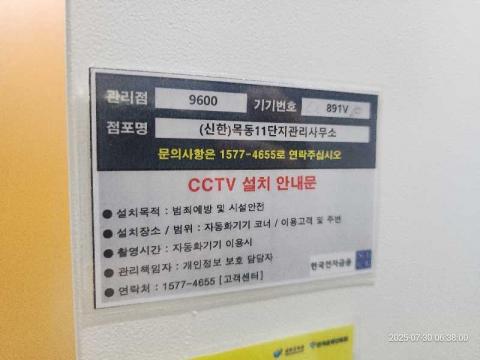 관리점 9600 기기번호 891V
점포명 (신한)목동11단지관리사무소
문의사항은 1577-4655로 연락주십시오
CCTV 설치 안내문
● 설치목적 : 범죄예방 및 시설안전
● 설치장소 / 범위 : 자동화기기 코너 / 이용고객 및 주변
● 촬영시간 : 자동화기기 이용시
● 관리책임자 : 개인정보 보호 담당자
● 연락처 : 1577-4655 [고객센터]
한국전자금융
2025-07-30 06:38:00